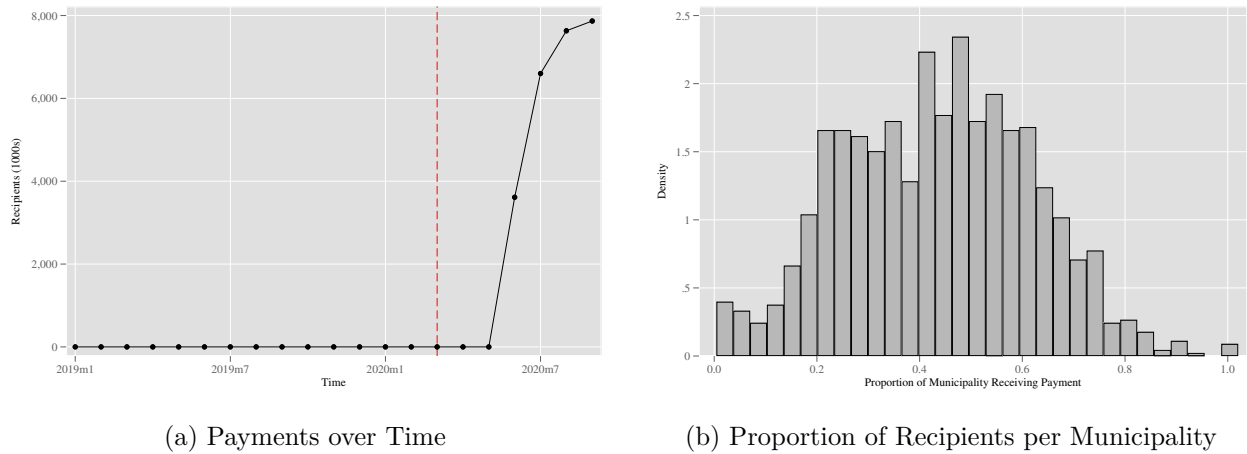 8,000
6,000
4,000
2,000
0
Recipients (1000s)
2019m1 2019m7 2020m1 2020m7
Time
(a) Payments over Time
2.5
2
1.5
1
.5
0
Density
0.0 0.2 0.4 0.6 0.8 1.0
Proportion of Municipality Receiving Payment
(b) Proportion of Recipients per Municipality